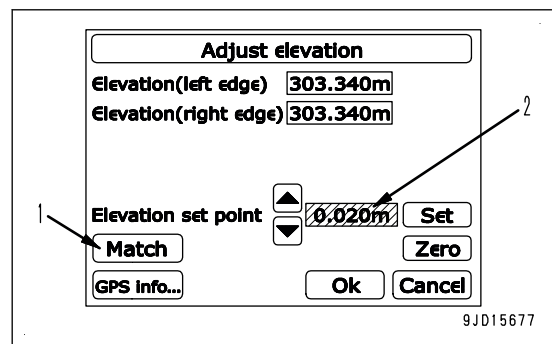 Adjust elevation
Elevation(left edge) 303.340m
Elevation(right edge) 303.340m
2
1
Elevation set point ▲ 0.020m Set
▼
Match Zero
GPS info... Ok Cancel
9JD15677